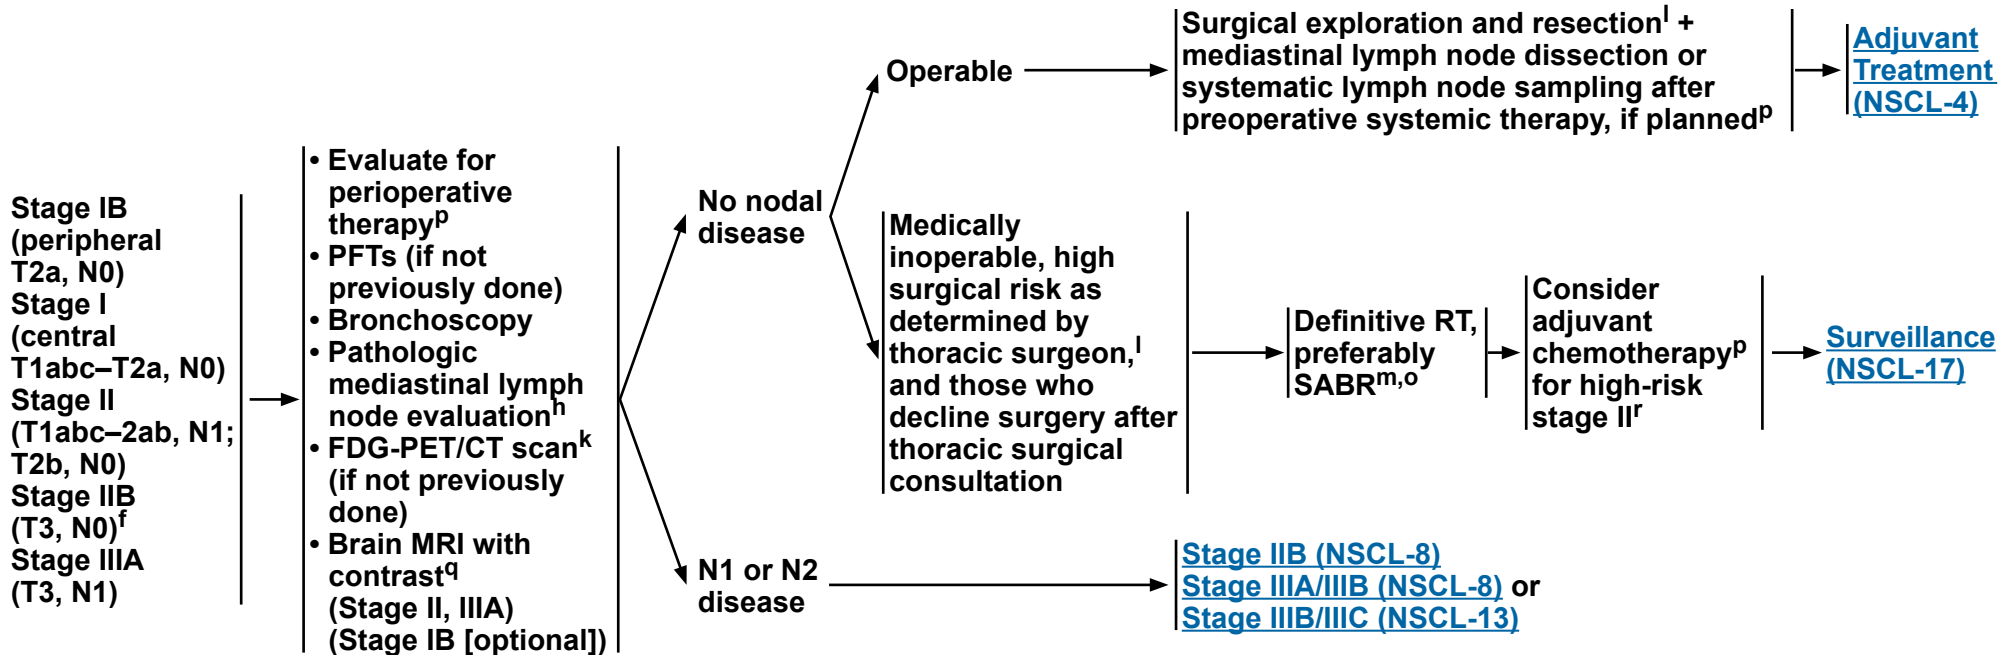 Stage IB
(peripheral
T2a, N0)
Stage I
(central
T1abc–T2a, N0)
Stage II
(T1abc–2ab, N1;
T2b, N0)
Stage IIB
(T3, N0)f
Stage IIIA
(T3, N1)
• Evaluate for
perioperative
therapyp
• PFTs (if not
previously done)
• Bronchoscopy
• Pathologic
mediastinal lymph
node evaluationh
• FDG-PET/CT scank
(if not previously
done)
• Brain MRI with
contrastq
(Stage II, IIIA)
(Stage IB [optional])
No nodal
disease
Operable
Surgical exploration and resectionl +
mediastinal lymph node dissection or
systematic lymph node sampling after
preoperative systemic therapy, if plannedp
Adjuvant
Treatment
(NSCL-4)
Medically
inoperable, high
surgical risk as
determined by
thoracic surgeon,l
and those who
decline surgery after
thoracic surgical
consultation
Definitive RT,
preferably
SABRm,o
Consider
adjuvant
chemotherapyp
for high-risk
stage IIr
Surveillance
(NSCL-17)
N1 or N2
disease
Stage IIB (NSCL-8)
Stage IIIA/IIIB (NSCL-8) or
Stage IIIB/IIIC (NSCL-13)